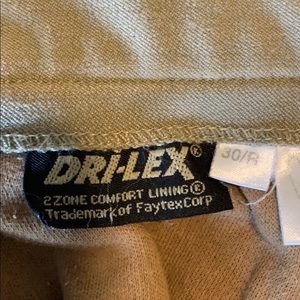 DRI-LEX®
2 ZONE COMFORT LINING®
Trademark of Faytex Corp
30/R